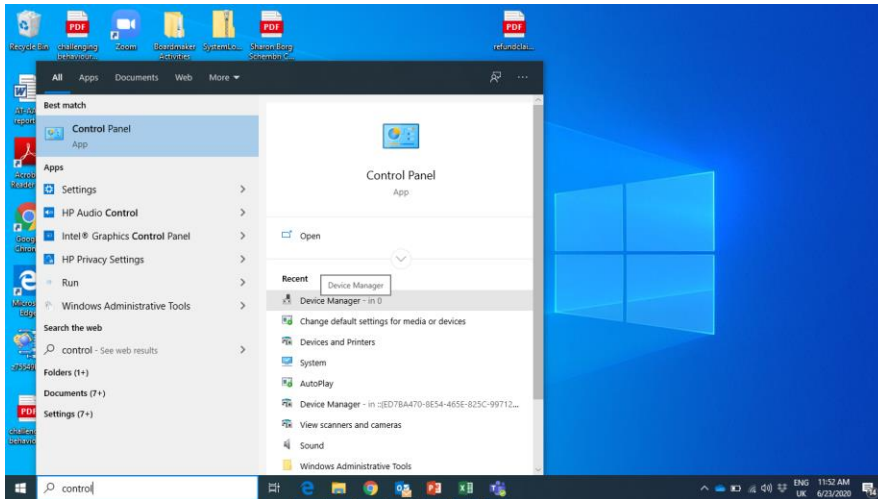 PDF
PDF
PDF
Recycle Bin
challenging
behaviour...
Zoom
Boardmaker
Activities
SystemLo...
Sharon Borg
Schembri C...
refundclai...
All Apps Documents Web More
Best match
Control Panel
App
Apps
Settings
HP Audio Control
Intel® Graphics Control Panel
HP Privacy Settings
Run
Windows Administrative Tools
Search the web
control - See web results
Folders (1+)
Documents (7+)
Settings (7+)
Control Panel
App
Open
Recent
Device Manager
Device Manager - in 0
Change default settings for media or devices
Devices and Printers
System
AutoPlay
Device Manager - in ::{ED7BA470-8E54-465E-825C-99712...
View scanners and cameras
Sound
Windows Administrative Tools
PDF
control
ENG
UK
11:52 AM
6/23/2020